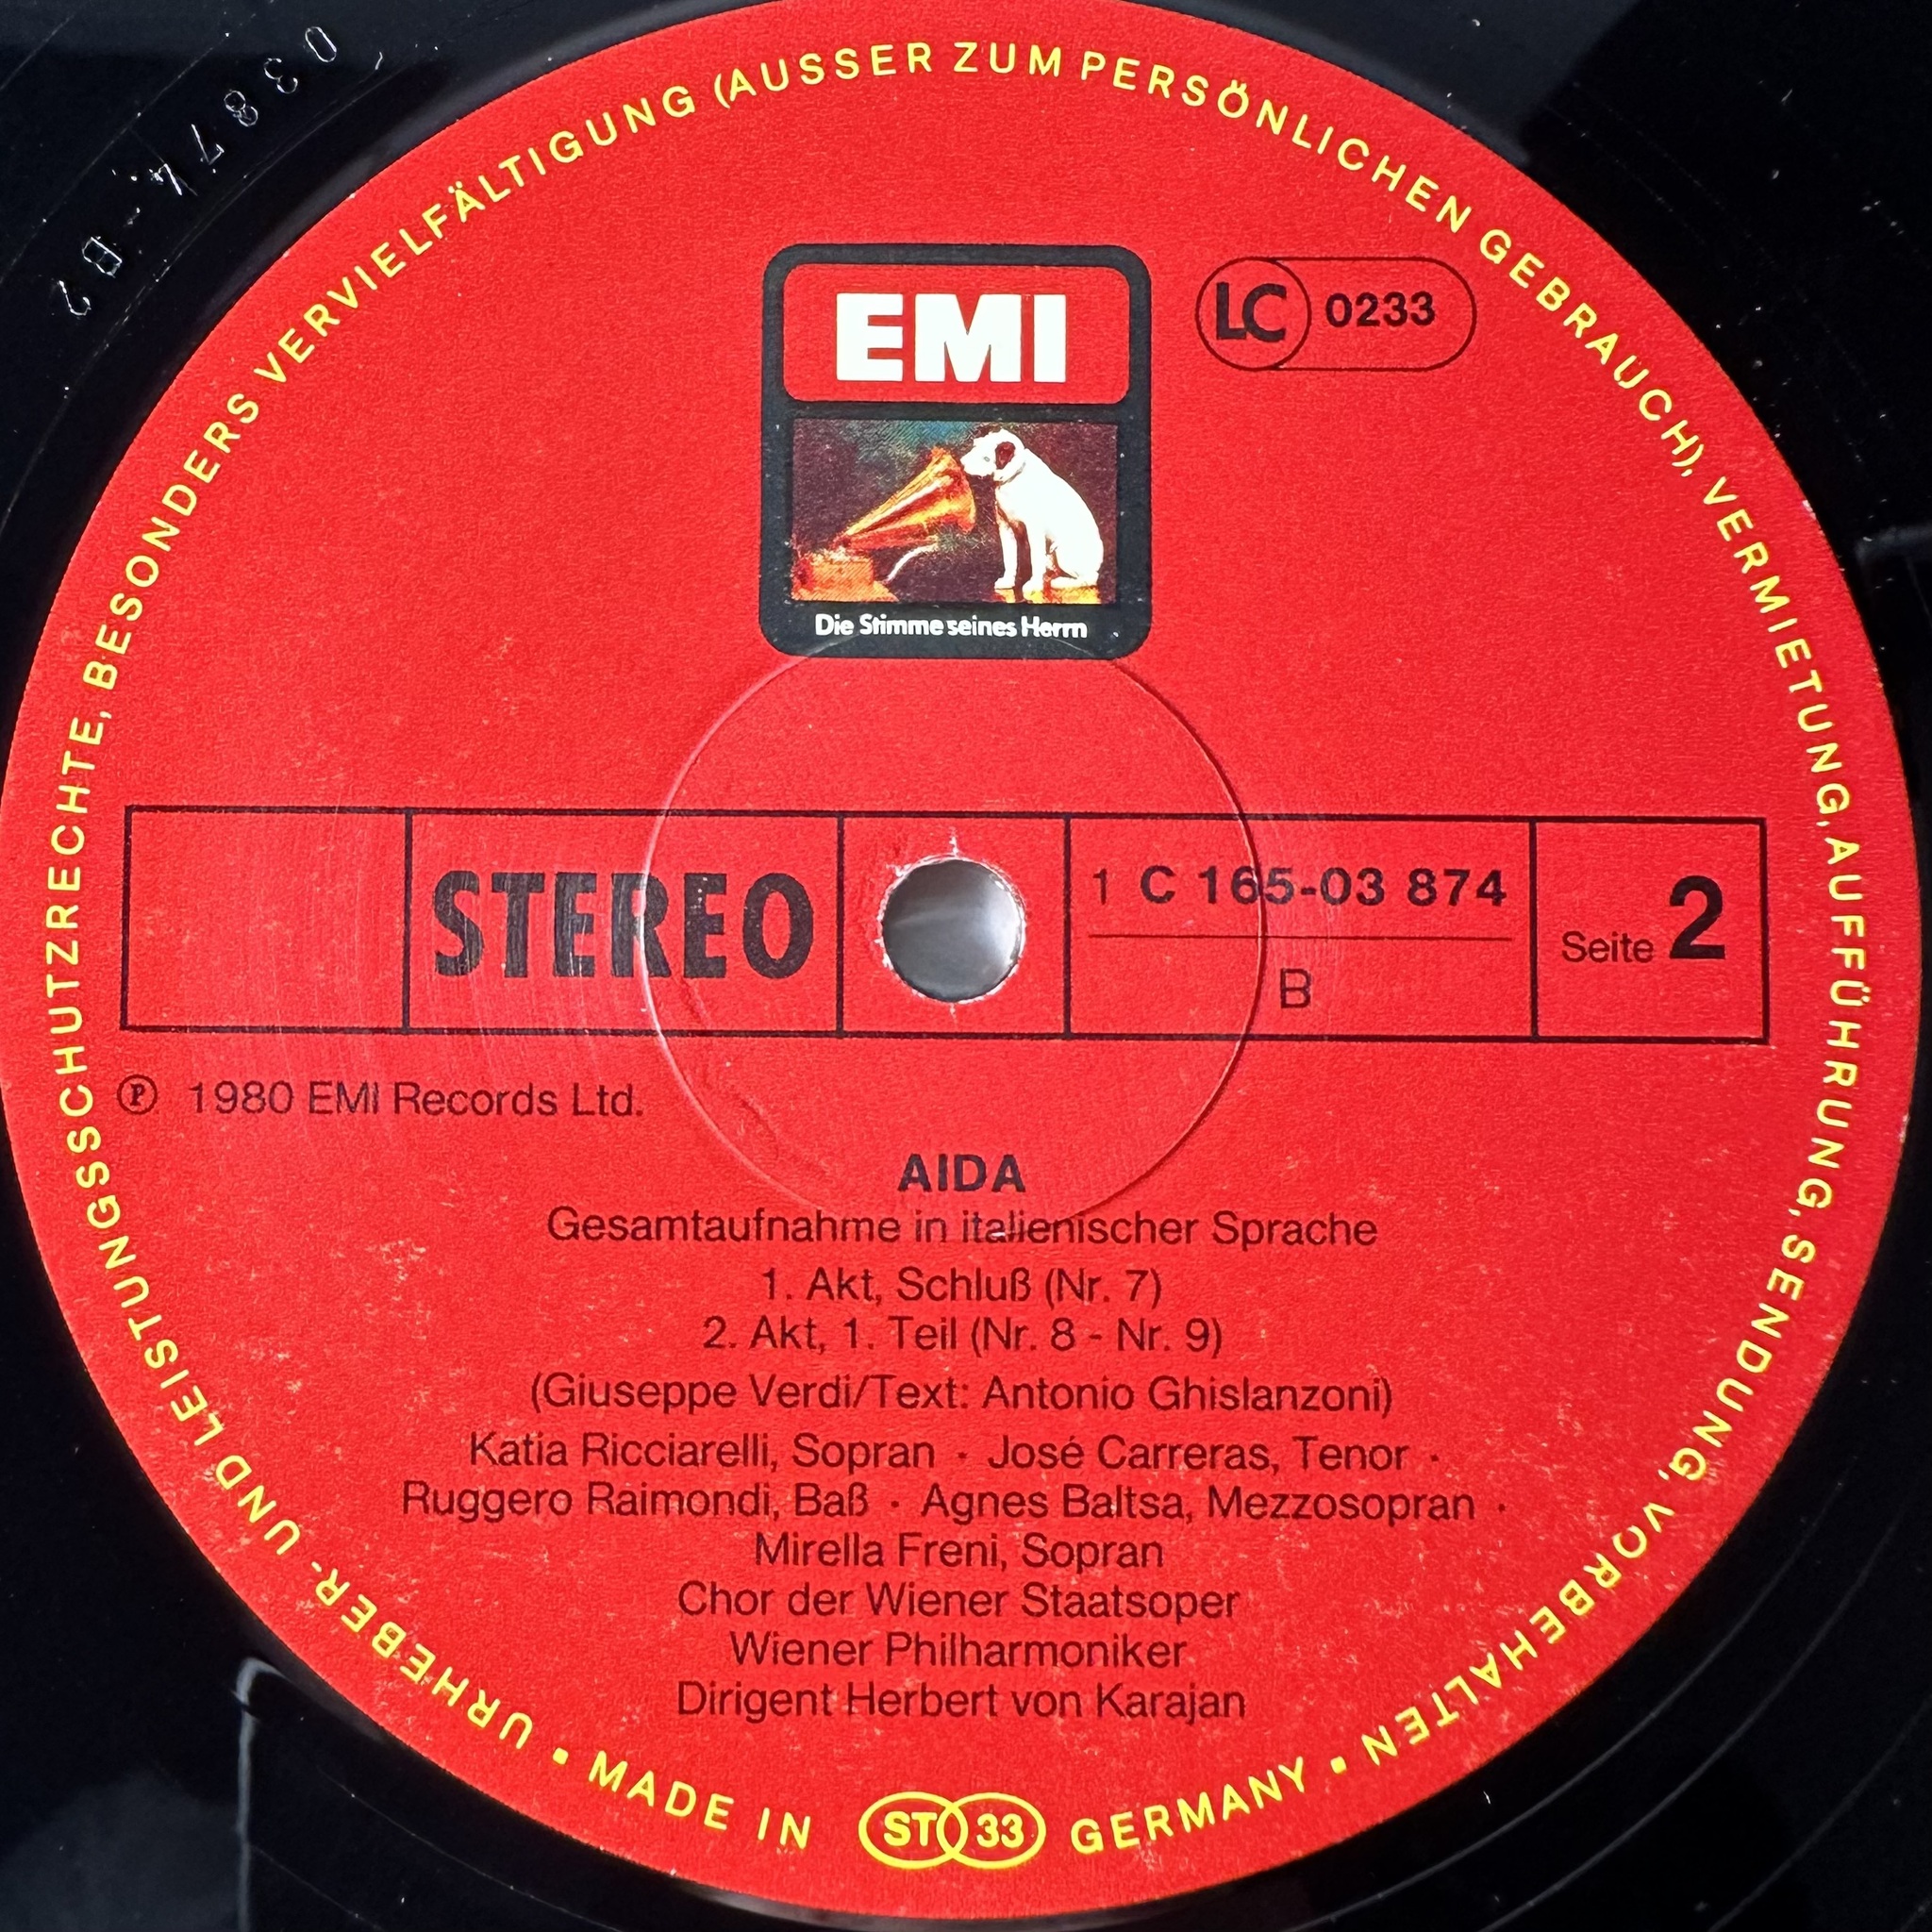 03874-B2
URHEBER- UND LEISTUNGSSCHUTZRECHTE, BESONDERS VERVIELFÄLTIGUNG (AUSSER ZUM PERSÖNLICHEN GEBRAUCH), VERMIETUNG, AUFFÜHRUNG, SENDUNG, VORBEHALTEN
EMI
LC 0233
Die Stimme seines Herrn
STEREO
1 C 165-03 874
B
Seite 2
℗ 1980 EMI Records Ltd.
AIDA
Gesamtaufnahme in italienischer Sprache
1. Akt, Schluß (Nr. 7)
2. Akt, 1. Teil (Nr. 8 - Nr. 9)
(Giuseppe Verdi/Text: Antonio Ghislanzoni)
Katia Ricciarelli, Sopran · José Carreras, Tenor ·
Ruggero Raimondi, Baß · Agnes Baltsa, Mezzosopran ·
Mirella Freni, Sopran
Chor der Wiener Staatsoper
Wiener Philharmoniker
Dirigent Herbert von Karajan
• MADE IN ST 33 GERMANY •